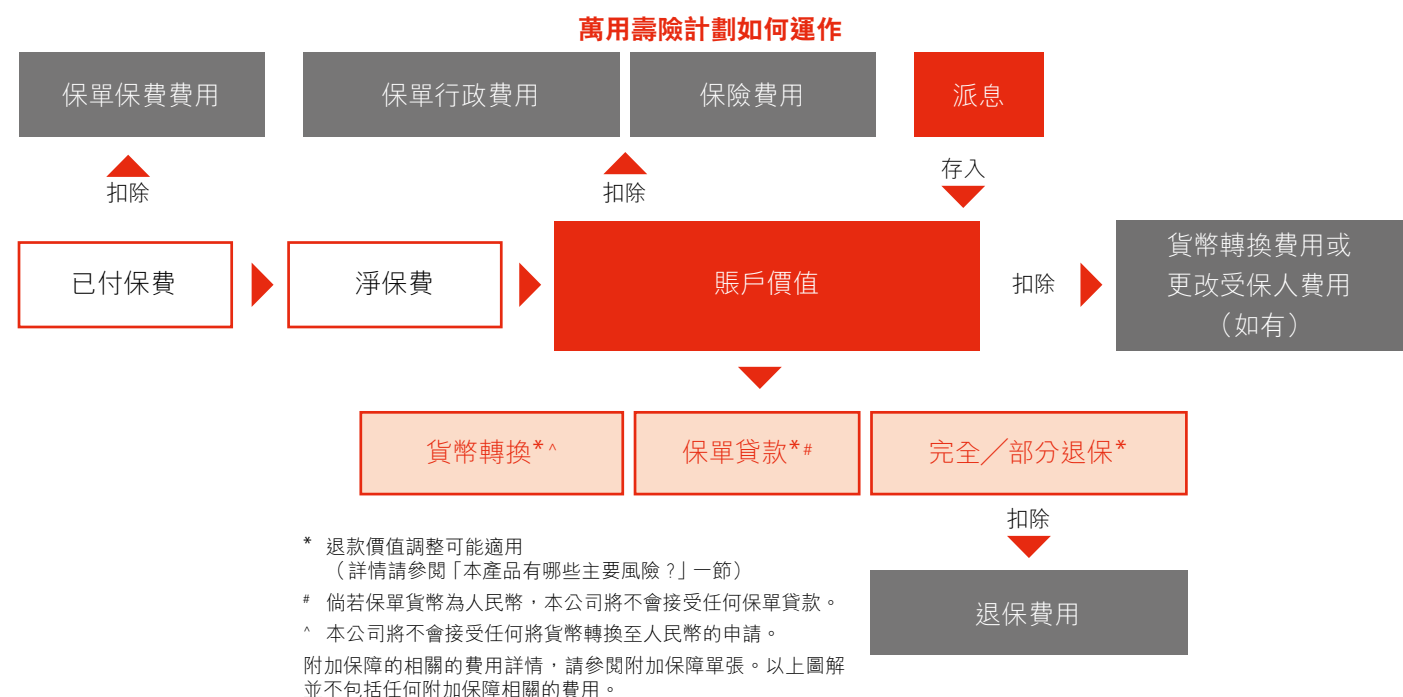 萬用壽險計劃如何運作
保單保費費用
保單行政費用
保險費用
派息
扣除
扣除
存入
已付保費
淨保費
賬戶價值
扣除
貨幣轉換費用或
更改受保人費用
（如有）
貨幣轉換*^
保單貸款*#
完全／部分退保*
扣除
退保費用
* 退款價值調整可能適用
（詳情請參閱「本產品有哪些主要風險？」一節）
# 倘若保單貨幣為人民幣，本公司將不會接受任何保單貸款。
^ 本公司將不會接受任何將貨幣轉換至人民幣的申請。
附加保障的相關的費用詳情，請參閱附加保障單張。以上圖解
並不包括任何附加保障相關的費用。